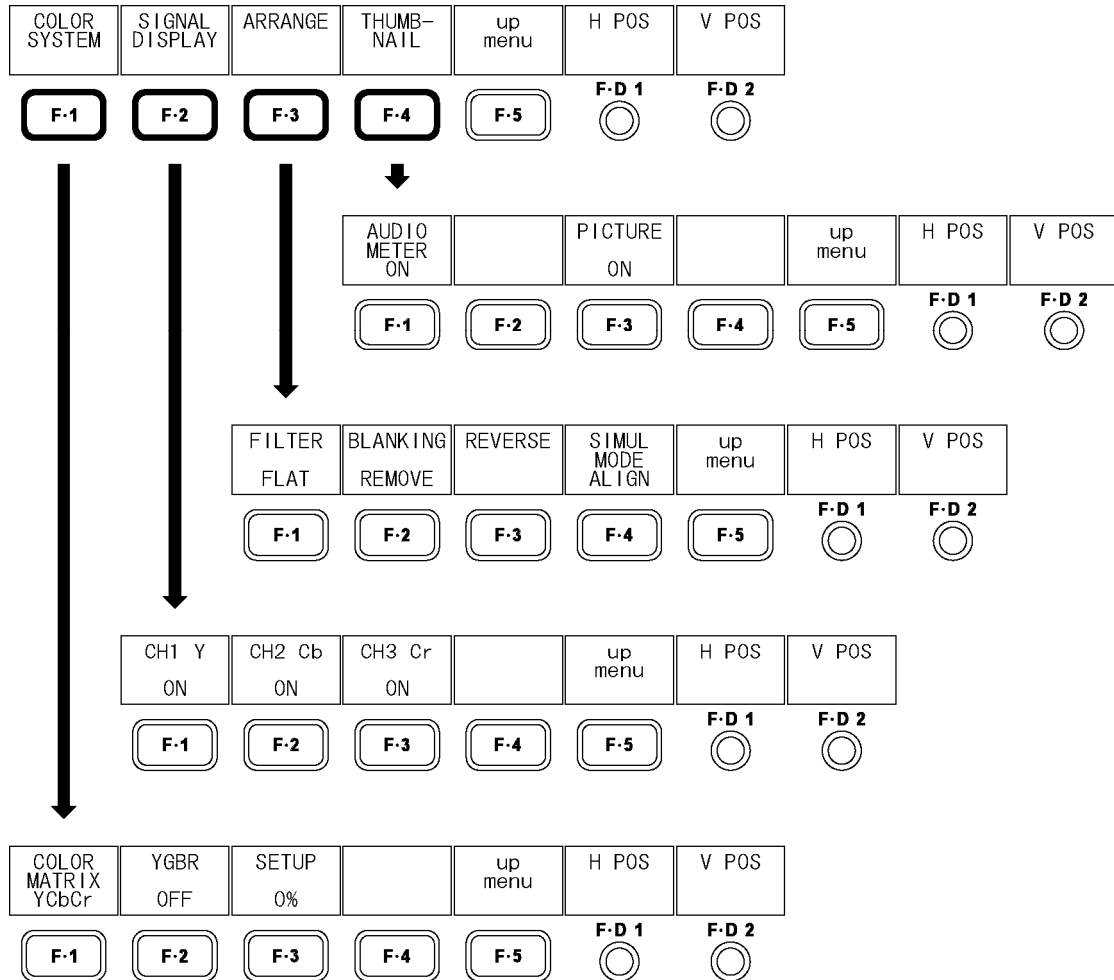 COLOR SYSTEM SIGNAL DISPLAY ARRANGE THUMB- NAIL up menu H POS V POS
F·1 F·2 F·3 F·4 F·5 F·D 1 F·D 2
AUDIO METER ON PICTURE ON up menu H POS V POS
F·1 F·2 F·3 F·4 F·5 F·D 1 F·D 2
FILTER FLAT BLANKING REMOVE REVERSE SIMUL MODE ALIGN up menu H POS V POS
F·1 F·2 F·3 F·4 F·5 F·D 1 F·D 2
CH1 Y ON CH2 Cb ON CH3 Cr ON up menu H POS V POS
F·1 F·2 F·3 F·4 F·5 F·D 1 F·D 2
COLOR MATRIX YCbCr YGBR OFF SETUP 0% up menu H POS V POS
F·1 F·2 F·3 F·4 F·5 F·D 1 F·D 2